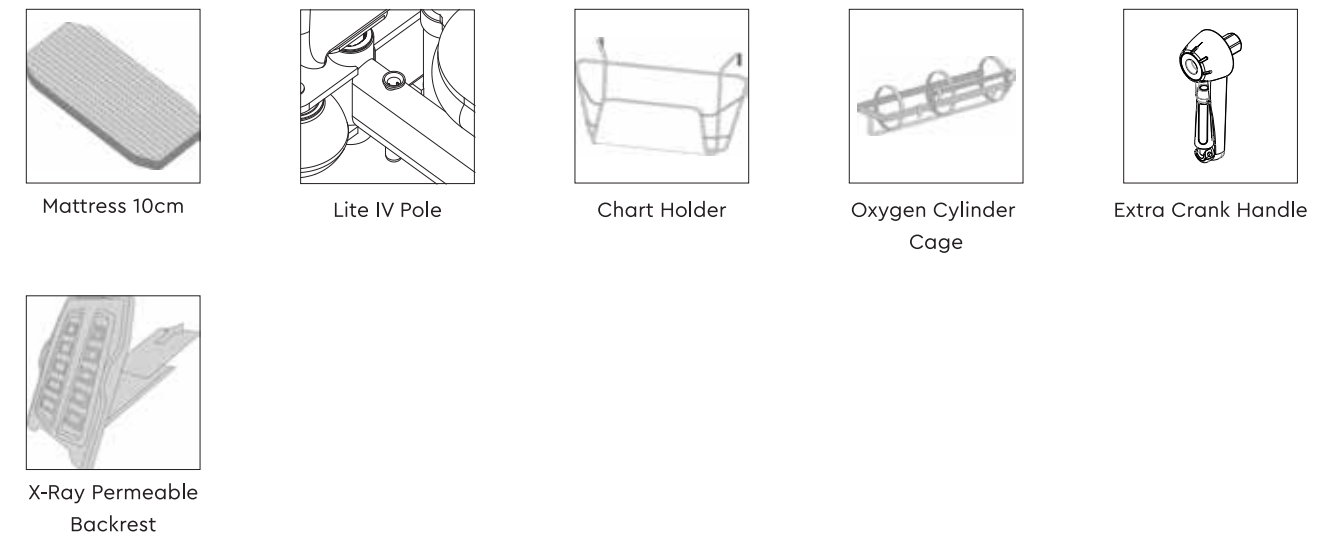 Mattress 10cm
Lite IV Pole
Chart Holder
Oxygen Cylinder
Cage
Extra Crank Handle
X-Ray Permeable
Backrest